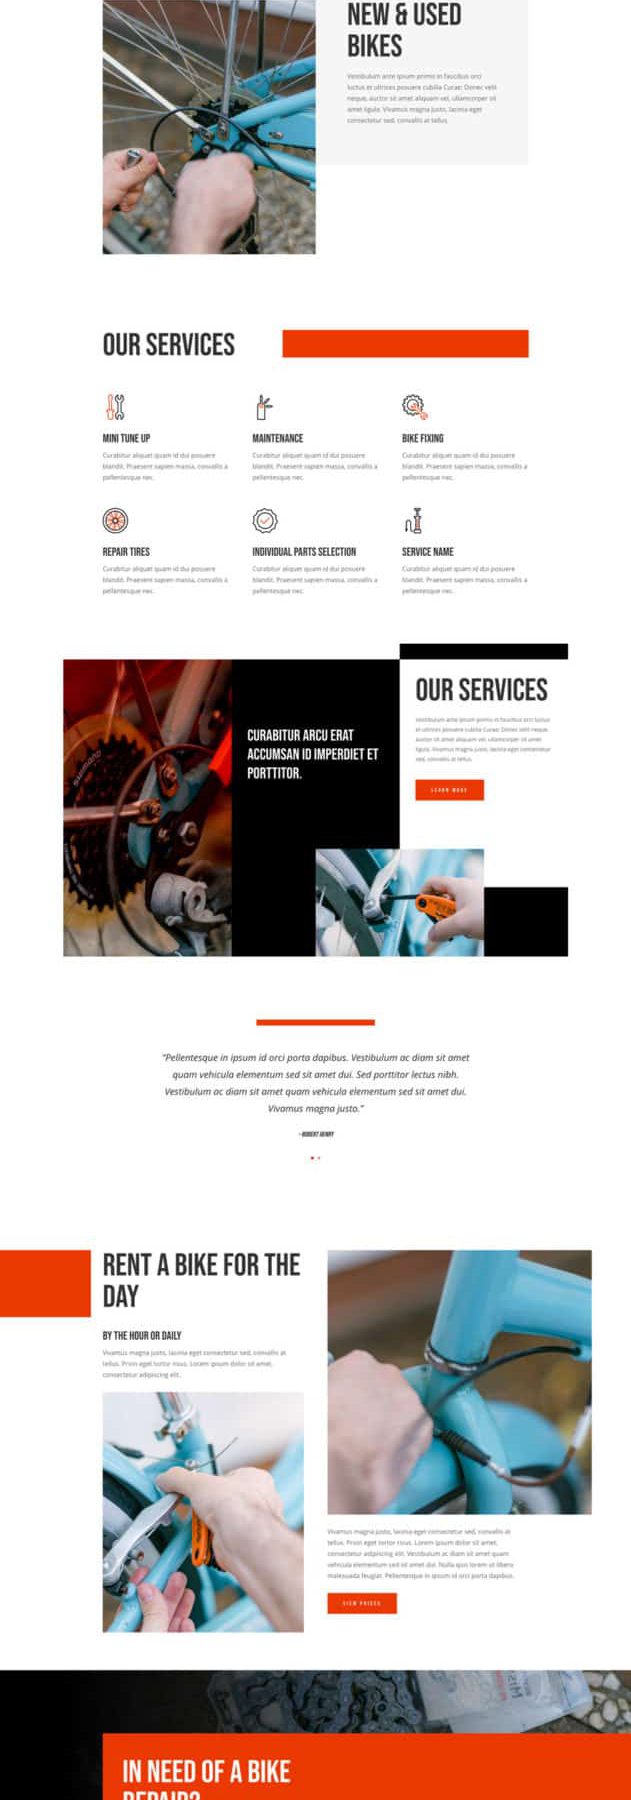 NEW & USED
BIKES
Vestibulum ante ipsum primis in faucibus orci
luctus et ultrices posuere cubilia Curae; Donec velit
neque, auctor sit amet aliquam vel, ullamcorper sit
amet ligula. Vivamus magna justo, lacinia eget
consectetur sed, convallis at tellus.
OUR SERVICES
MINI TUNE UP
Curabitur aliquet quam id dui posuere
blandit. Praesent sapien massa, convallis a
pellentesque nec.
MAINTENANCE
Curabitur aliquet quam id dui posuere
blandit. Praesent sapien massa, convallis a
pellentesque nec.
BIKE FIXING
Curabitur aliquet quam id dui posuere
blandit. Praesent sapien massa, convallis a
pellentesque nec.
REPAIR TIRES
Curabitur aliquet quam id dui posuere
blandit. Praesent sapien massa, convallis a
pellentesque nec.
INDIVIDUAL PARTS SELECTION
Curabitur aliquet quam id dui posuere
blandit. Praesent sapien massa, convallis a
pellentesque nec.
SERVICE NAME
Curabitur aliquet quam id dui posuere
blandit. Praesent sapien massa, convallis a
pellentesque nec.
SHIMANO
CURABITUR ARCU ERAT
ACCUMSAN ID IMPERDIET ET
PORTTITOR.
OUR SERVICES
Vestibulum ante ipsum primis in faucibus orci luctus
et ultrices posuere cubilia Curae; Donec velit neque,
auctor sit amet aliquam vel, ullamcorper sit amet
ligula. Vivamus magna justo, lacinia eget consectetur
sed, convallis at tellus.
LEARN MORE
“Pellentesque in ipsum id orci porta dapibus. Vestibulum ac diam sit amet
quam vehicula elementum sed sit amet dui. Sed porttitor lectus nibh.
Vestibulum ac diam sit amet quam vehicula elementum sed sit amet dui.
Vivamus magna justo.”
- ROBERT HENRY
RENT A BIKE FOR THE
DAY
BY THE HOUR OR DAILY
Vivamus magna justo, lacinia eget consectetur sed, convallis at
tellus. Proin eget tortor risus. Lorem ipsum dolor sit amet,
consectetur adipiscing elit.
Vivamus magna justo, lacinia eget consectetur sed, convallis at
tellus. Proin eget tortor risus. Lorem ipsum dolor sit amet,
consectetur adipiscing elit. Vestibulum ac diam sit amet quam
vehicula elementum sed sit amet dui. Nulla quis lorem ut libero
malesuada feugiat. Pellentesque in ipsum id orci porta dapibus.
VIEW PRICES
IN NEED OF A BIKE
REPAIR?